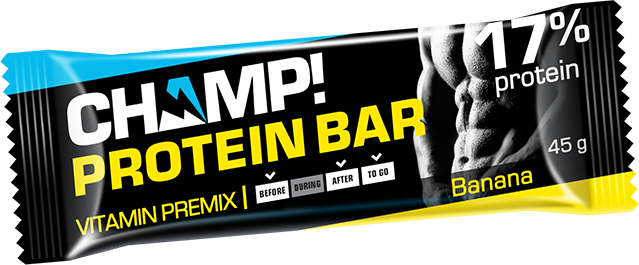 CHAMP!
PROTEIN BAR
VITAMIN PREMIX |
BEFORE DURING AFTER TO GO
17%
protein
45 g
Banana